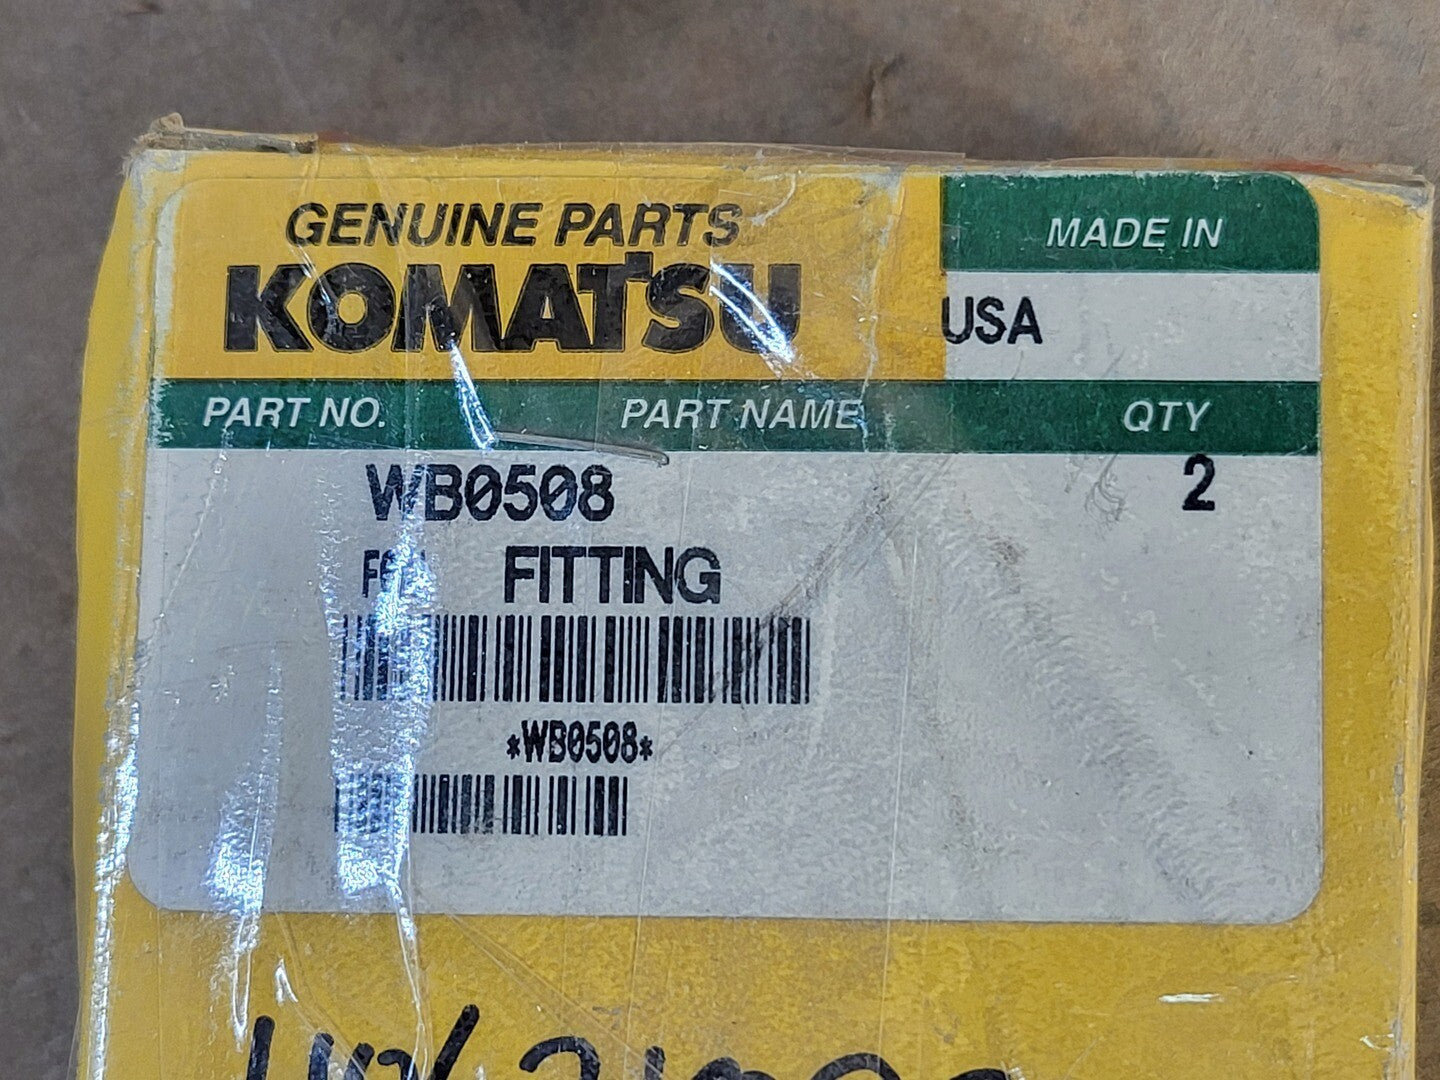 GENUINE PARTS
KOMATSU
MADE IN
USA
PART NO. PART NAME QTY
WB0508 2
FITTING
*WB0508*